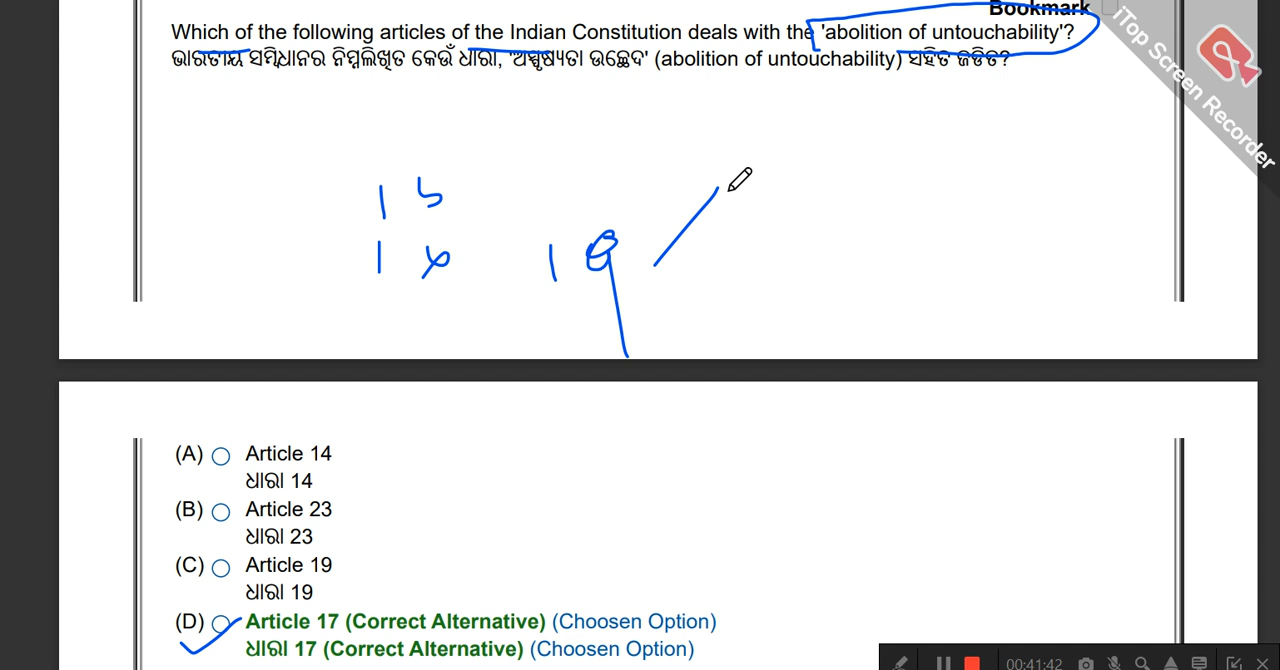 Bookmark
Which of the following articles of the Indian Constitution deals with the 'abolition of untouchability'?
ଭାରତୀୟ ସମ୍ବିଧାନର ନିମ୍ନଲିଖିତ କେଉଁ ଧାରା, 'ଅସ୍ପୃଶ୍ୟତା ଉଚ୍ଛେଦ' (abolition of untouchability) ସହିତ ଜଡିତ?
iTop Screen Recorder
15
(A) Article 14
ଧାରା 14
(B) Article 23
ଧାରା 23
(C) Article 19
ଧାରା 19
(D) Article 17 (Correct Alternative) (Choosen Option)
ଧାରା 17 (Correct Alternative) (Choosen Option)
00:41:42